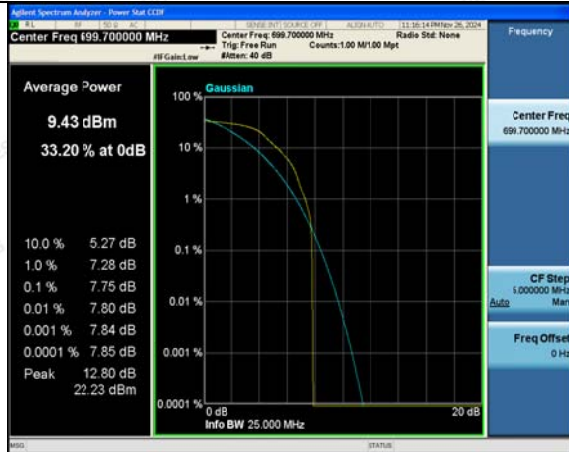 Agilent Spectrum Analyzer - Power Stat CCDF
RL RF 50 Ω AC SENSE:INT SOURCE OFF ALIGN AUTO 11:16:14 PM Nov 26, 2024
Center Freq 699.700000 MHz
Center Freq: 699.700000 MHz Radio Std: None
Trig: Free Run Counts:1.00 M/1.00 Mpt
#IFGain:Low #Atten: 40 dB
Frequency
Average Power
9.43 dBm
33.20 % at 0dB
10.0 % 5.27 dB
1.0 % 7.28 dB
0.1 % 7.75 dB
0.01 % 7.80 dB
0.001 % 7.84 dB
0.0001 % 7.85 dB
Peak 12.80 dB
22.23 dBm
Gaussian
100 %
10 %
1 %
0.1 %
0.01 %
0.001 %
0.0001 %
0 dB 20 dB
Info BW 25.000 MHz
Center Freq
699.700000 MHz
CF Step
5.000000 MHz
Auto Man
Freq Offset
0 Hz
MSG STATUS